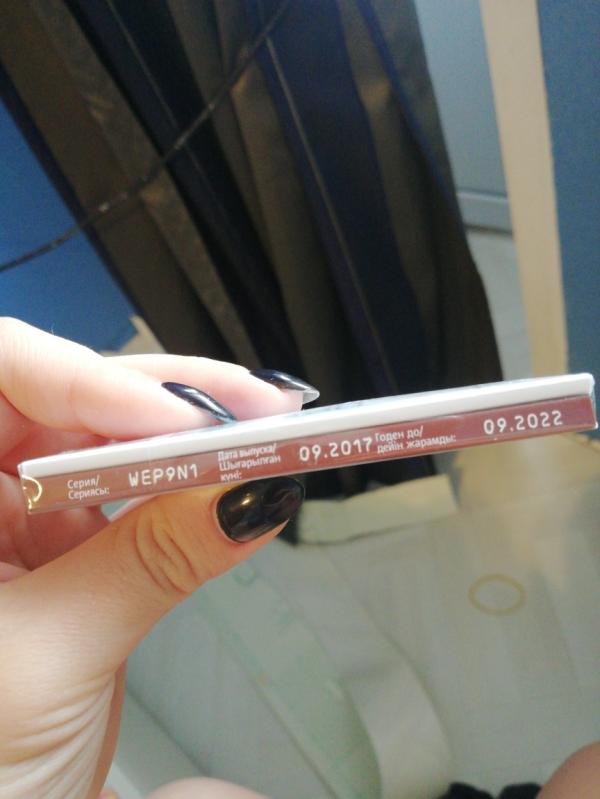 Серия/
Сериясы:
WEP9N1
Дата выпуска/
Шығарылған
күні:
09.2017
Годен до/
дейін жарамды:
09.2022